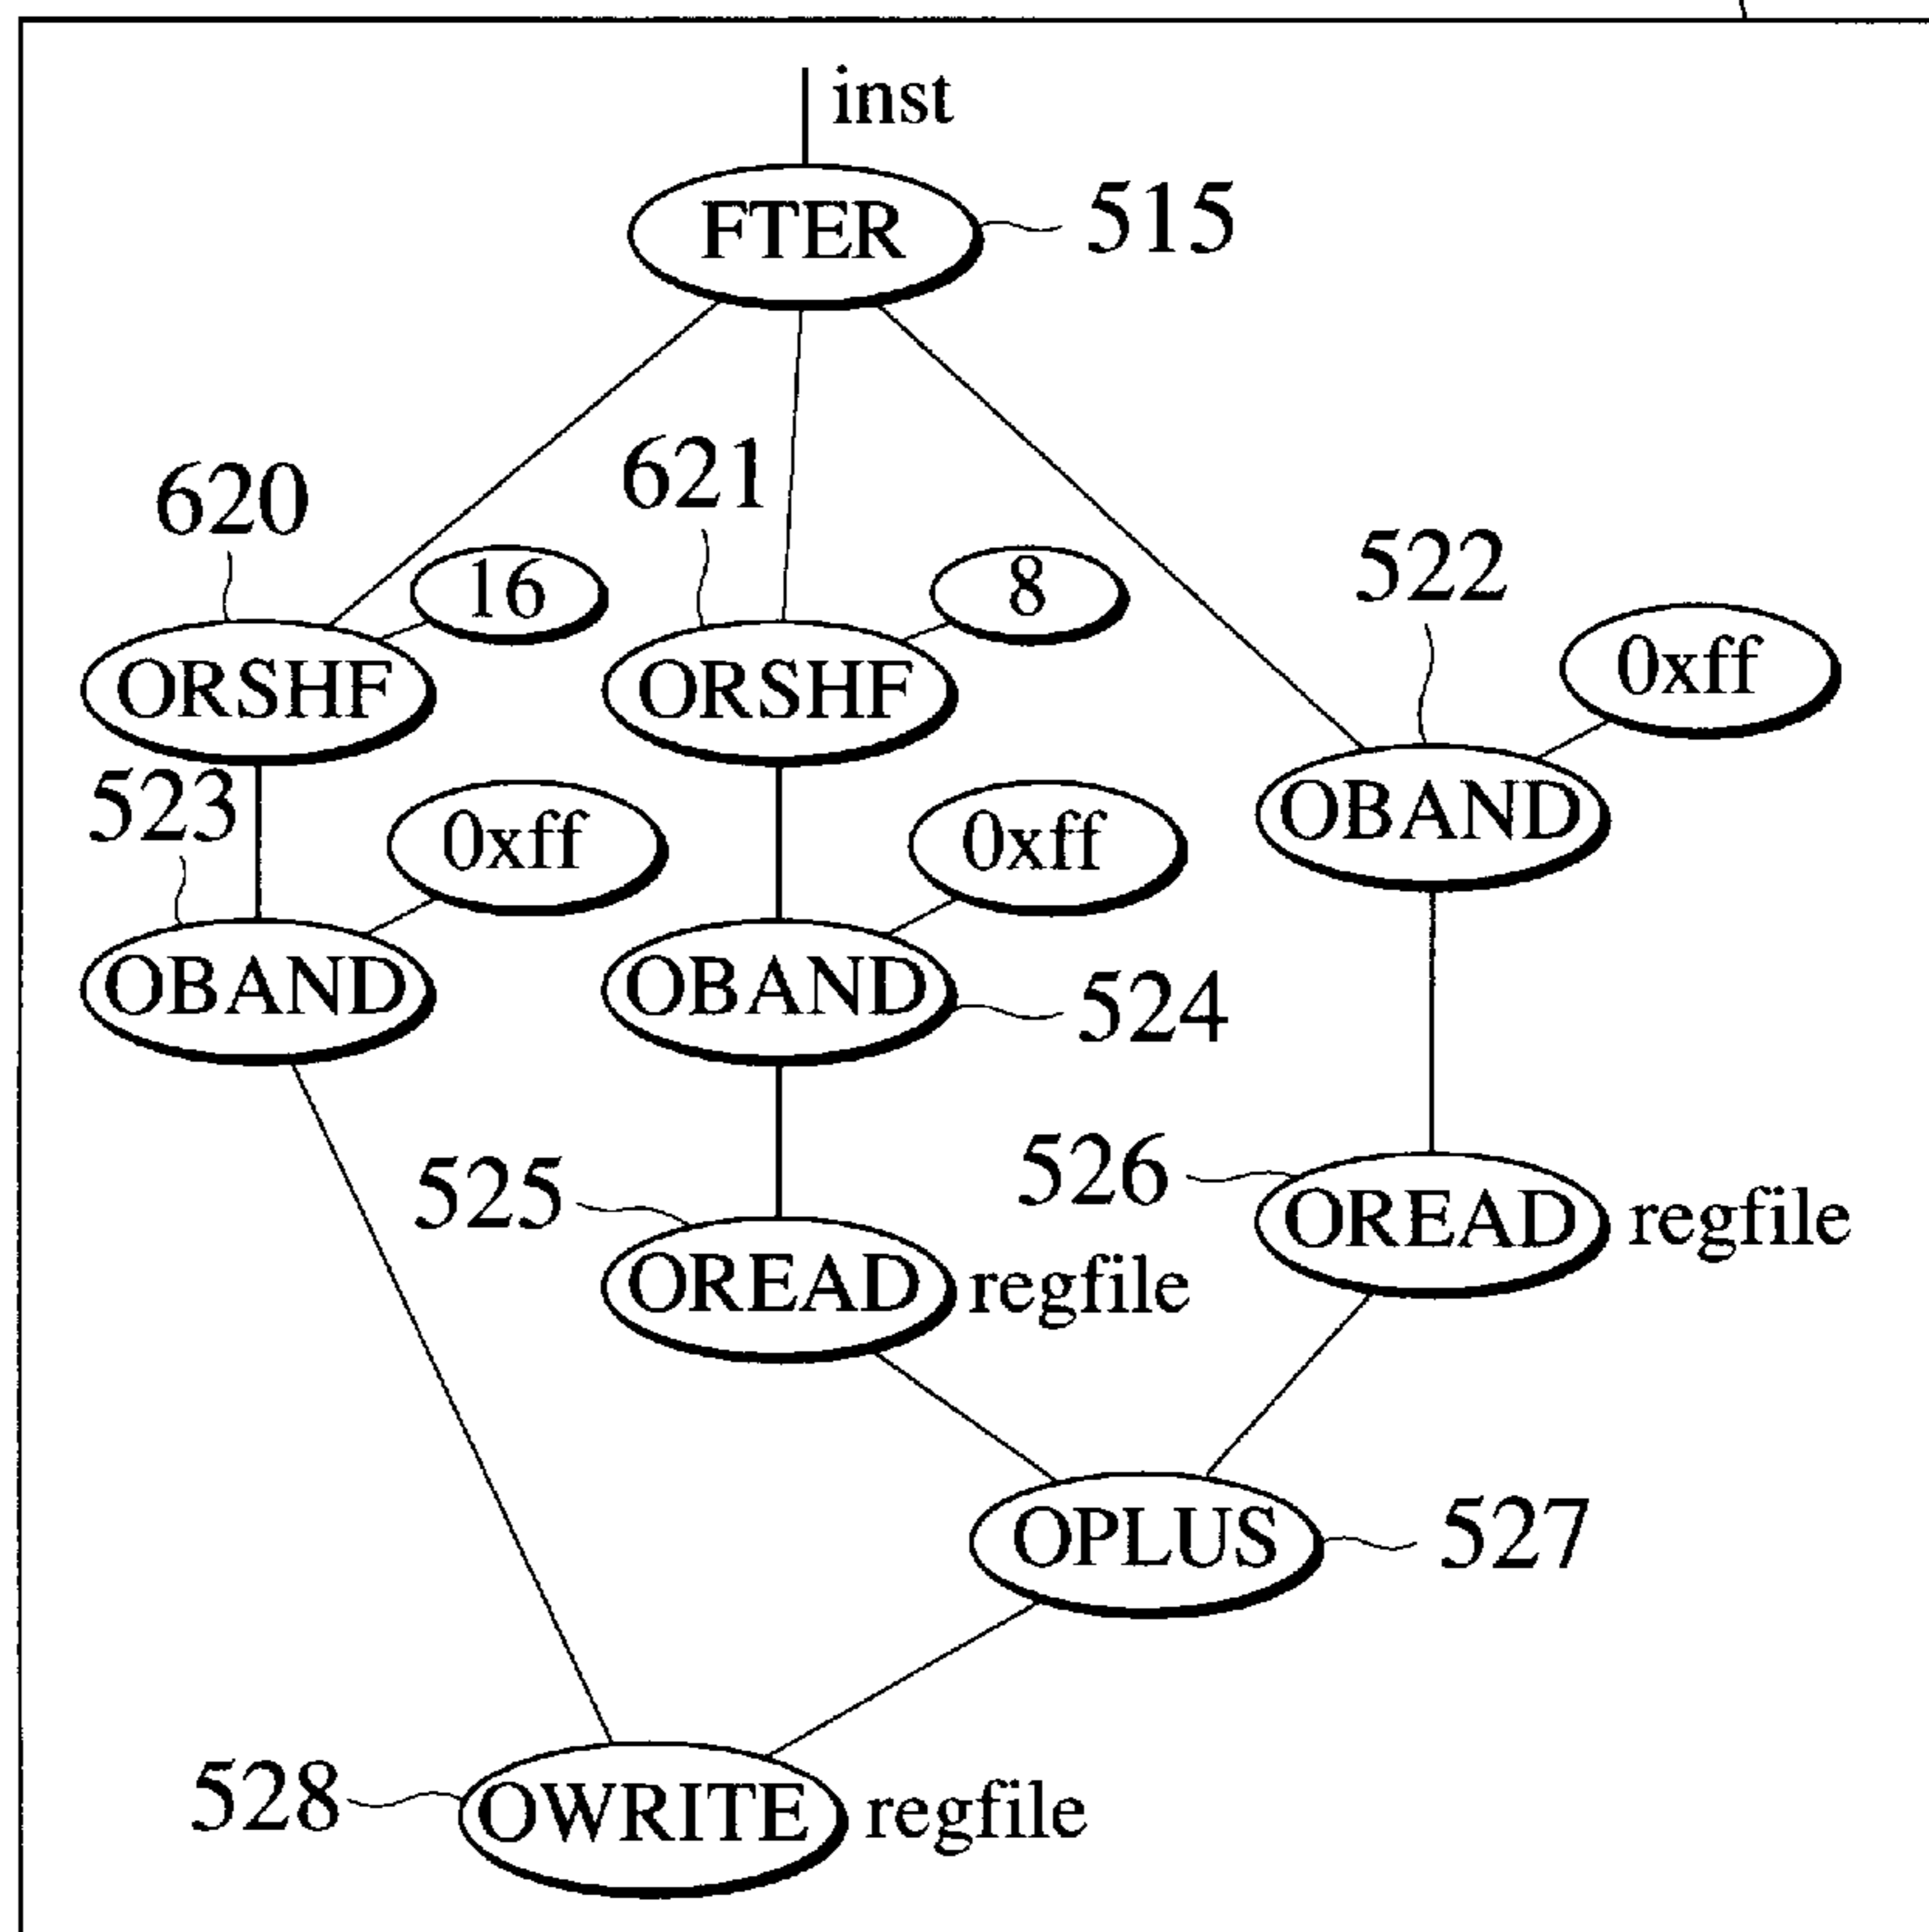 inst
FTER 515
620
621
16
8
522
0xff
ORSHF
ORSHF
523
0xff
0xff
OBAND
OBAND
OBAND
524
525
526
OREAD regfile
OREAD regfile
OPLUS 527
528 OWRITE regfile